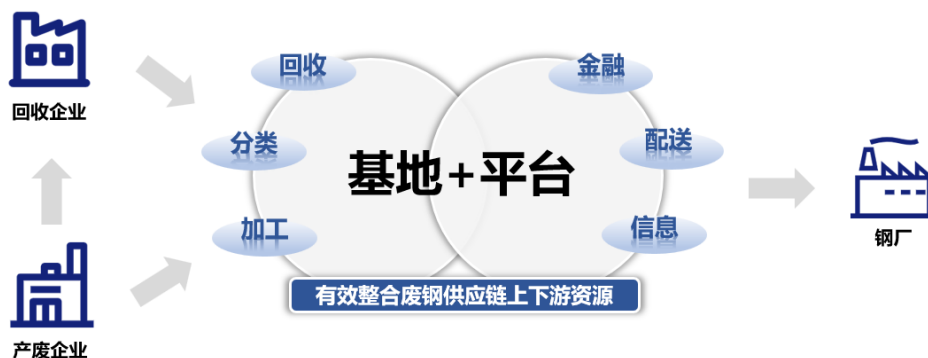 回收企业
产废企业
回收
分类
加工
基地+平台
金融
配送
信息
有效整合废钢供应链上下游资源
钢厂